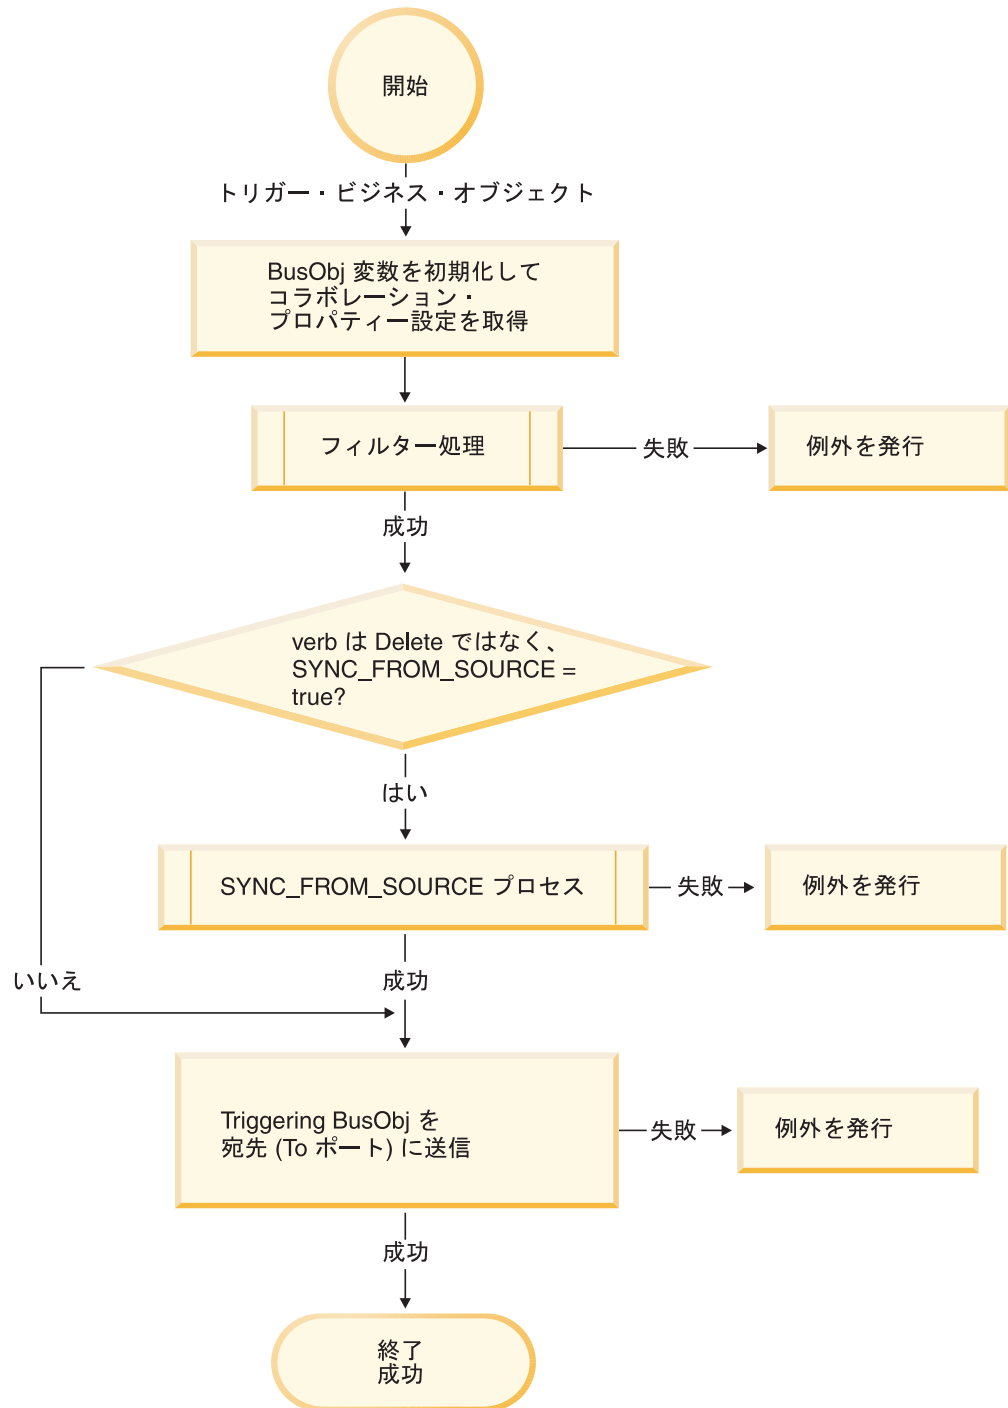 開始
トリガー・ビジネス・オブジェクト
BusObj 変数を初期化して
コラボレーション・
プロパティー設定を取得
フィルター処理
失敗
例外を発行
成功
verb は Delete ではなく、
SYNC_FROM_SOURCE =
true?
はい
SYNC_FROM_SOURCE プロセス
失敗
例外を発行
いいえ
成功
Triggering BusObj を
宛先 (To ポート) に送信
失敗
例外を発行
成功
終了
成功